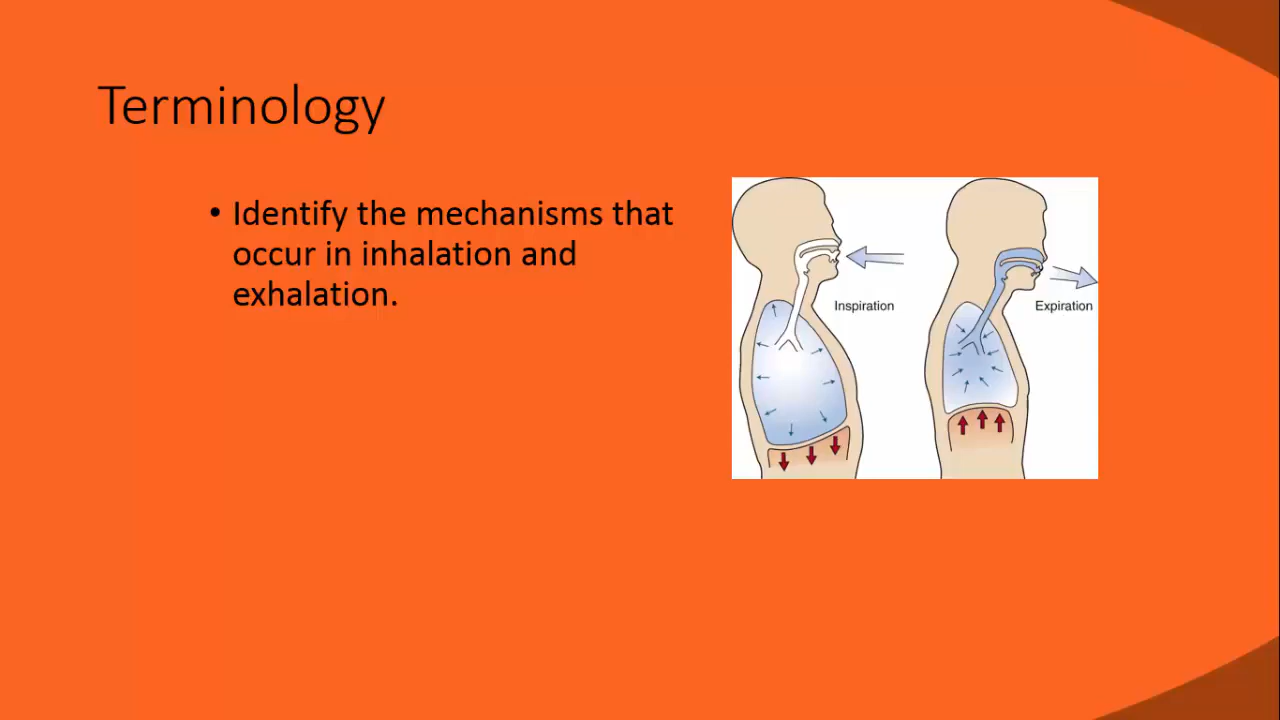 Terminology
• Identify the mechanisms that
occur in inhalation and
exhalation.
Inspiration
Expiration